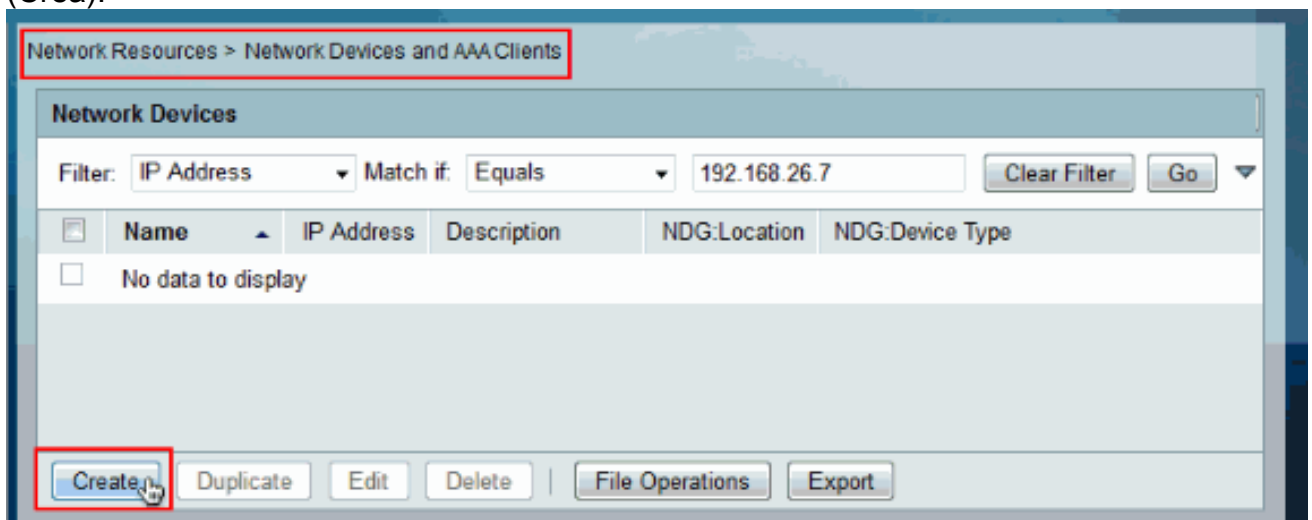 (Crea).
Network Resources > Network Devices and AAA Clients
Network Devices
Filter: IP Address Match if: Equals 192.168.26.7 Clear Filter Go
Name IP Address Description NDG:Location NDG:Device Type
No data to display
Create Duplicate Edit Delete | File Operations Export